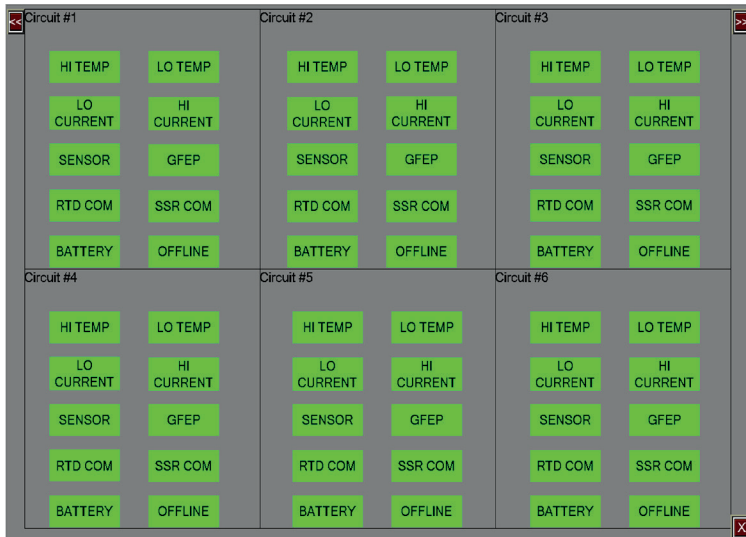 <<
Circuit #1
Circuit #2
Circuit #3
>>
HI TEMP
LO TEMP
HI TEMP
LO TEMP
HI TEMP
LO TEMP
LO
CURRENT
HI
CURRENT
LO
CURRENT
HI
CURRENT
LO
CURRENT
HI
CURRENT
SENSOR
GFEP
SENSOR
GFEP
SENSOR
GFEP
RTD COM
SSR COM
RTD COM
SSR COM
RTD COM
SSR COM
BATTERY
OFFLINE
BATTERY
OFFLINE
BATTERY
OFFLINE
Circuit #4
Circuit #5
Circuit #6
HI TEMP
LO TEMP
HI TEMP
LO TEMP
HI TEMP
LO TEMP
LO
CURRENT
HI
CURRENT
LO
CURRENT
HI
CURRENT
LO
CURRENT
HI
CURRENT
SENSOR
GFEP
SENSOR
GFEP
SENSOR
GFEP
RTD COM
SSR COM
RTD COM
SSR COM
RTD COM
SSR COM
BATTERY
OFFLINE
BATTERY
OFFLINE
BATTERY
OFFLINE
X